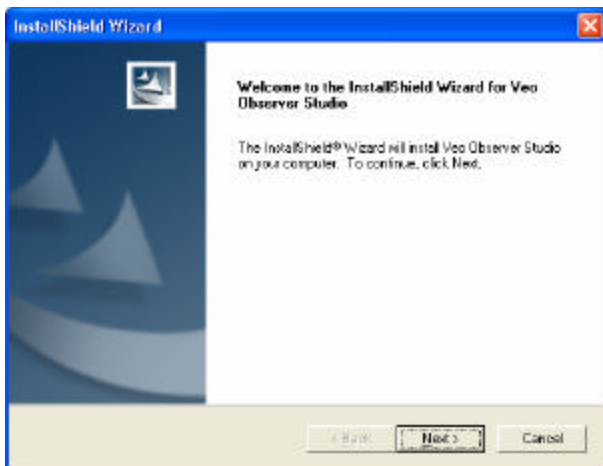 InstallShield Wizard
Welcome to the InstallShield Wizard for Veo
Observer Studio
The InstallShield® Wizard will install Veo Observer Studio
on your computer. To continue, click Next.
< Back
Next >
Cancel